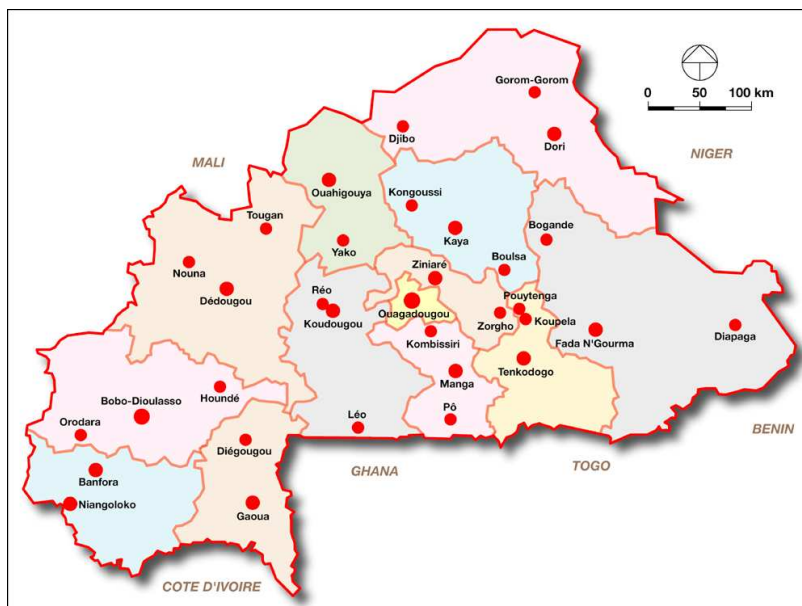 Gorom-Gorom
0 50 100 km
Djibo
Dori
MALI
NIGER
Ouahigouya
Kongoussi
Tougan
Kaya
Bogande
Yako
Boulsa
Nouna
Ziniaré
Dédougou
Réo
Pouytenga
Koudougou
Ouagadougou
Zorgho
Koupela
Kombissiri
Fada N'Gourma
Diapaga
Tenkodogo
Manga
Houndé
Bobo-Dioulasso
Orodara
Léo
Pô
BENIN
Diégougou
GHANA
TOGO
Banfora
Niangoloko
Gaoua
COTE D'IVOIRE